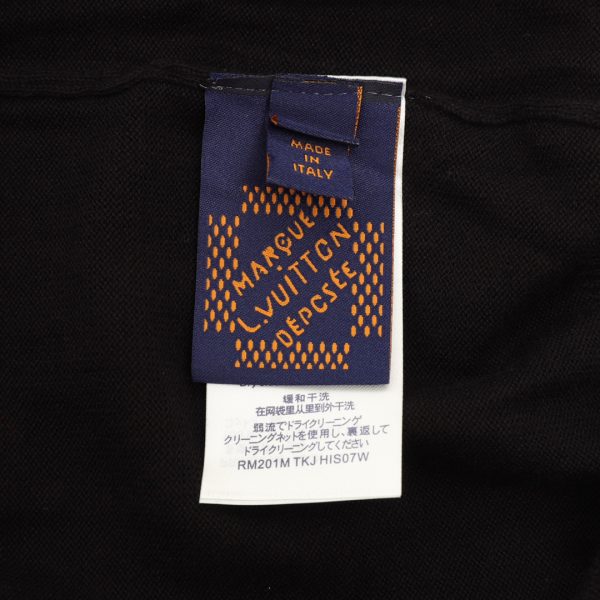 MADE
IN
ITALY
MARQUE
L.VUITTON
DÉPOSÉE
缓和干洗
在网袋里从里到外干洗
弱流でドライクリーニング
クリーニングネットを使用し、裏返して
ドライクリーニングしてください
RM201M TKJ HIS07W